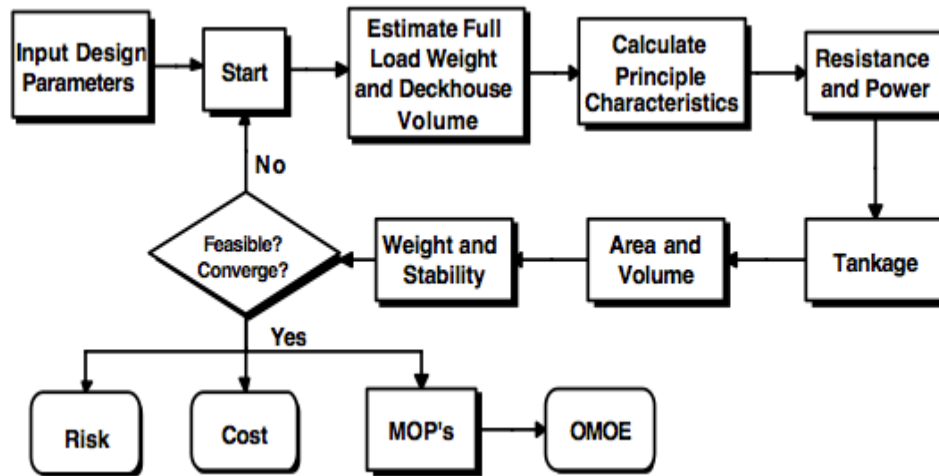 Input Design
Parameters
Start
Estimate Full
Load Weight
and Deckhouse
Volume
Calculate
Principle
Characteristics
Resistance
and Power
No
Feasible?
Converge?
Weight and
Stability
Area and
Volume
Tankage
Yes
Risk
Cost
MOP's
OMOE